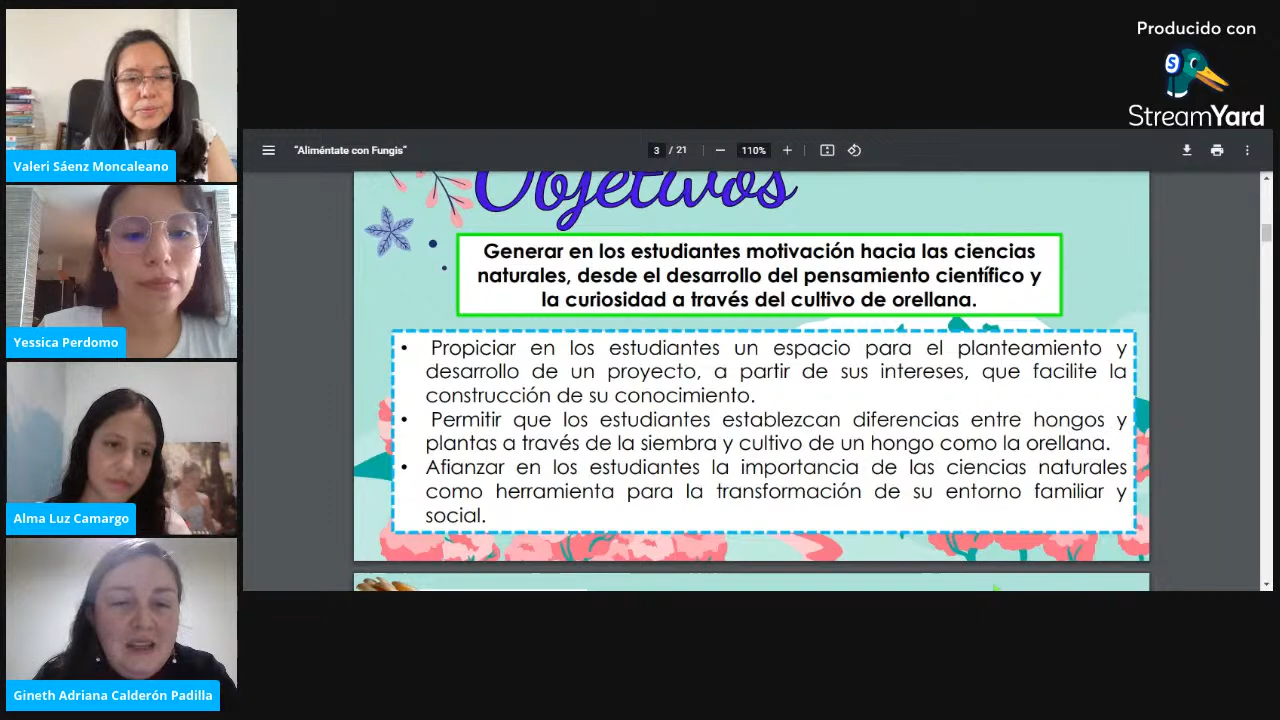 Producido con
S
StreamYard
Valeri Sáenz Moncaleano
Yessica Perdomo
Alma Luz Camargo
Gineth Adriana Calderón Padilla
“Aliméntate con Fungis”
3 / 21
110%
Objetivos
Generar en los estudiantes motivación hacia las ciencias
naturales, desde el desarrollo del pensamiento científico y
la curiosidad a través del cultivo de orellana.
• Propiciar en los estudiantes un espacio para el planteamiento y
desarrollo de un proyecto, a partir de sus intereses, que facilite la
construcción de su conocimiento.
• Permitir que los estudiantes establezcan diferencias entre hongos y
plantas a través de la siembra y cultivo de un hongo como la orellana.
• Afianzar en los estudiantes la importancia de las ciencias naturales
como herramienta para la transformación de su entorno familiar y
social.